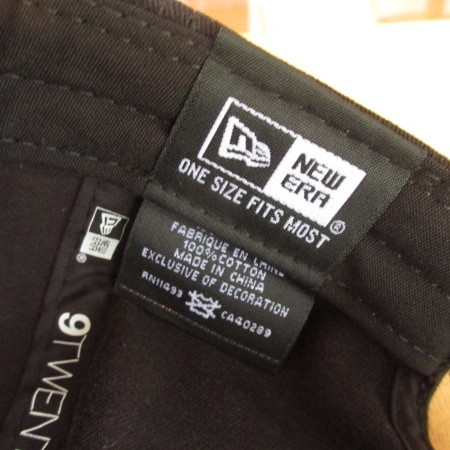 NEW
ERA
®
ONE SIZE FITS MOST
FABRIQUE EN CHINE
100% COTTON
MADE IN CHINA
EXCLUSIVE OF DECORATION
RN11493 CA40289
®
9TWENT